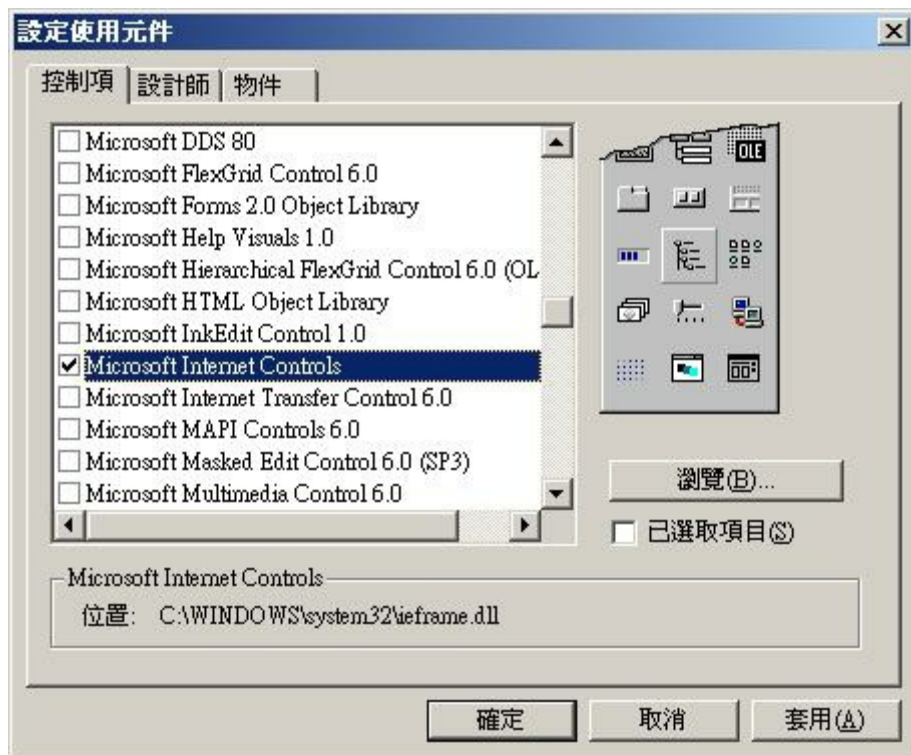 設定使用元件
控制項 設計師 物件
Microsoft DDS 80
Microsoft FlexGrid Control 6.0
Microsoft Forms 2.0 Object Library
Microsoft Help Visuals 1.0
Microsoft Hierarchical FlexGrid Control 6.0 (OL
Microsoft HTML Object Library
Microsoft InkEdit Control 1.0
Microsoft Internet Controls
Microsoft Internet Transfer Control 6.0
Microsoft MAPI Controls 6.0
Microsoft Masked Edit Control 6.0 (SP3)
Microsoft Multimedia Control 6.0
OLE
瀏覽(B)...
已選取項目(S)
Microsoft Internet Controls
位置: C:\WINDOWS\system32\ieframe.dll
確定 取消 套用(A)